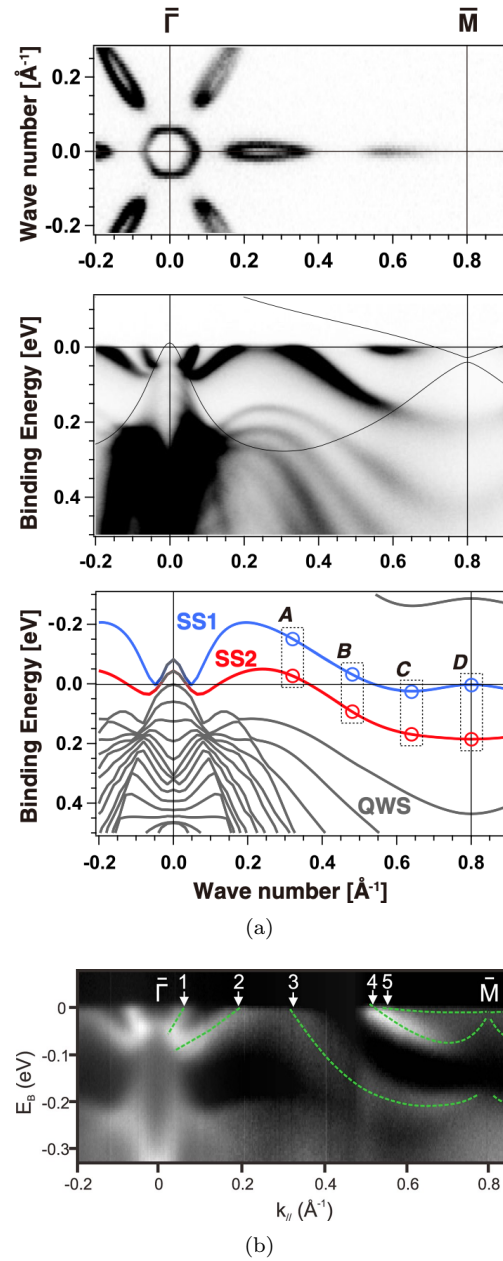 Γ̄ M̄
Wave number [Å⁻¹]
0.2
0.0
-0.2
-0.2 0.0 0.2 0.4 0.6 0.8
Binding Energy [eV]
0.0
0.2
0.4
-0.2 0.0 0.2 0.4 0.6 0.8
Binding Energy [eV]
-0.2
0.0
0.2
0.4
SS1
SS2
A
B
C
D
QWS
-0.2 0.0 0.2 0.4 0.6 0.8
Wave number [Å⁻¹]
(a)
Γ̄ 1 2 3 4 5 M̄
E_B (eV)
0
-0.1
-0.2
-0.3
-0.2 0 0.2 0.4 0.6 0.8
k_// (Å⁻¹)
(b)